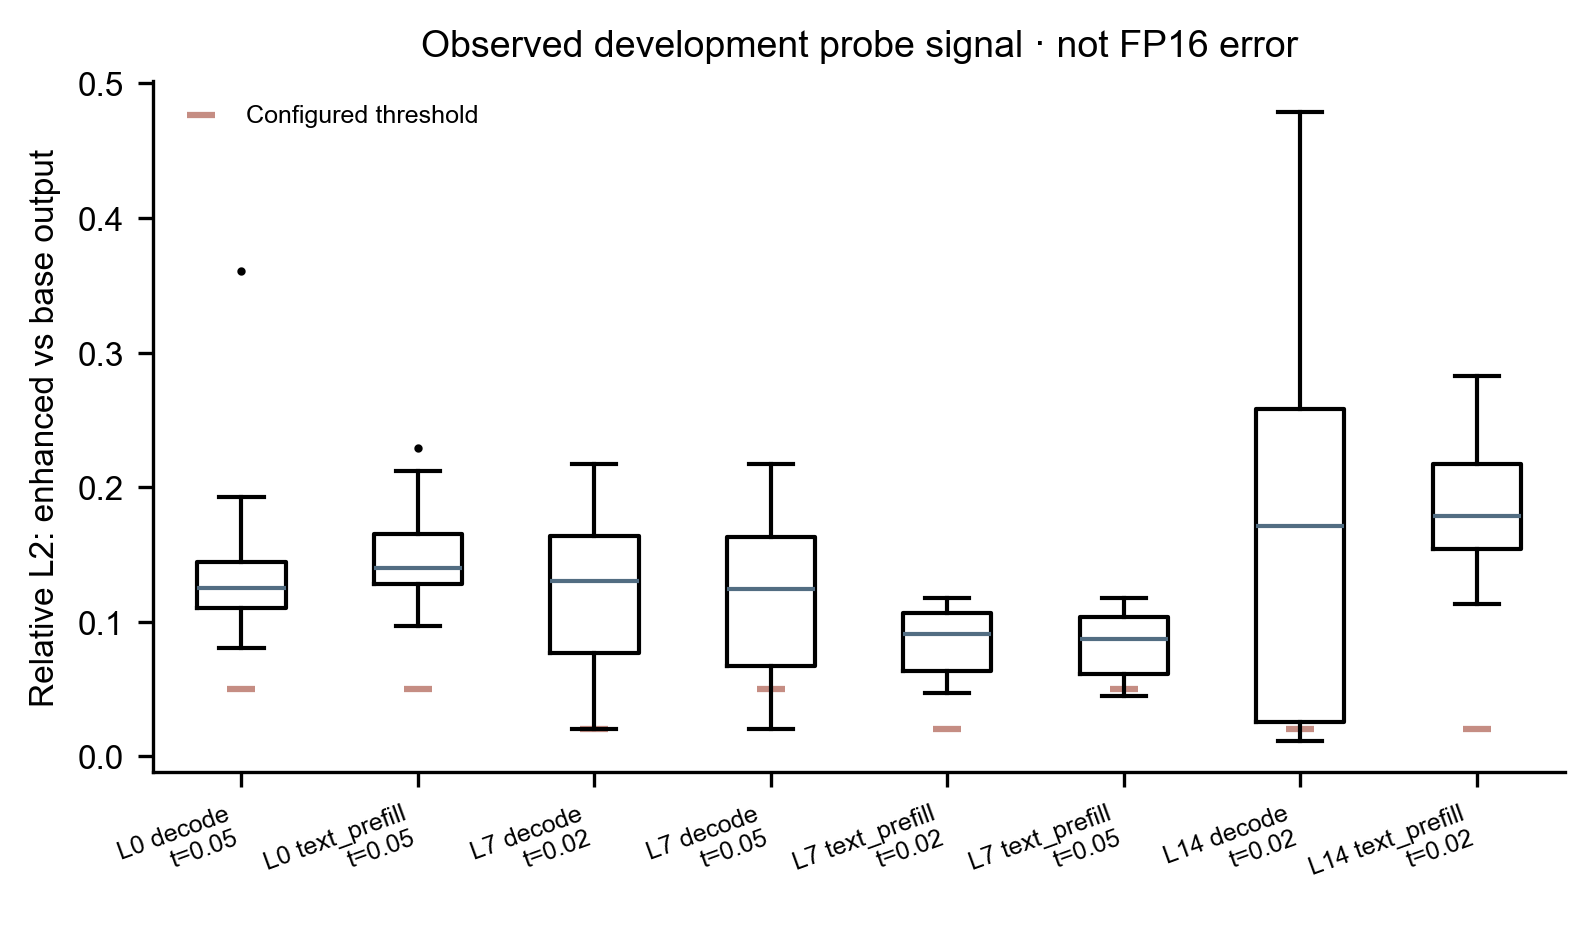 Observed development probe signal · not FP16 error
Configured threshold
Relative L2: enhanced vs base output
0.5
0.4
0.3
0.2
0.1
0.0
L0 decode
t=0.05
L0 text_prefill
t=0.05
L7 decode
t=0.02
L7 decode
t=0.05
L7 text_prefill
t=0.02
L7 text_prefill
t=0.05
L14 decode
t=0.02
L14 text_prefill
t=0.02